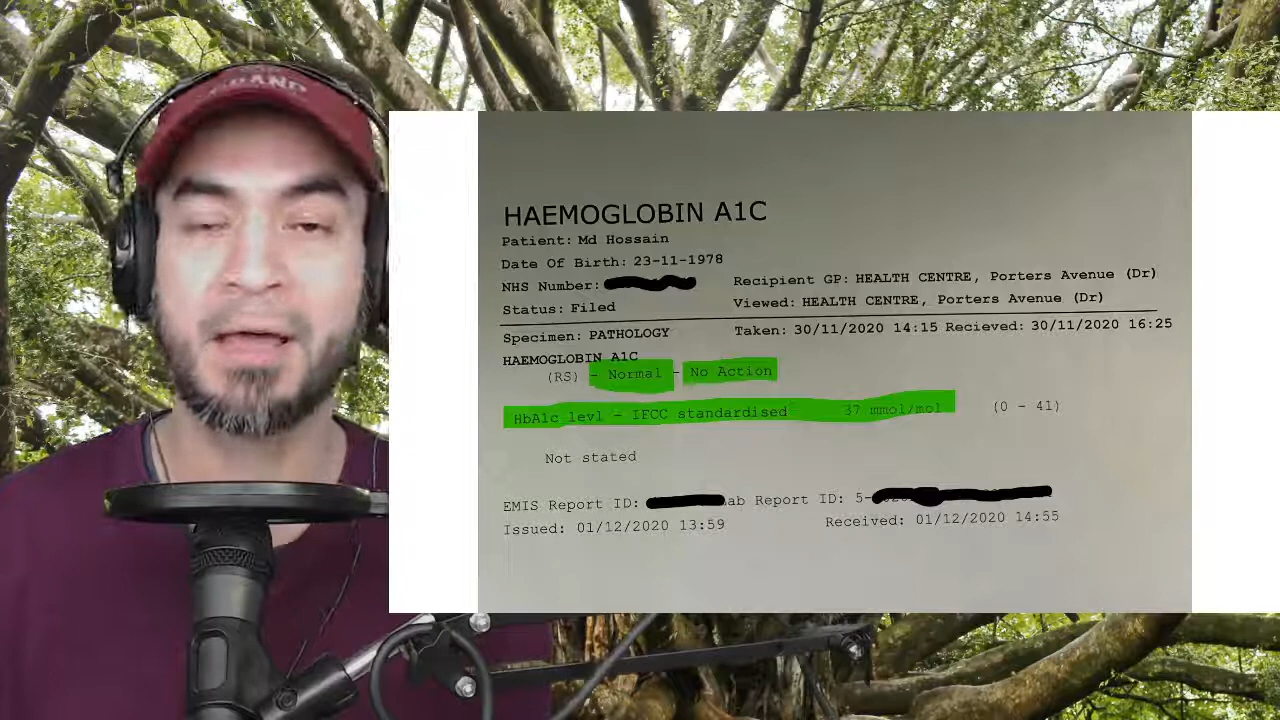 GRAND
HAEMOGLOBIN A1C
Patient: Md Hossain
Date Of Birth: 23-11-1978
NHS Number: Recipient GP: HEALTH CENTRE, Porters Avenue (Dr)
Status: Filed Viewed: HEALTH CENTRE, Porters Avenue (Dr)
Specimen: PATHOLOGY Taken: 30/11/2020 14:15 Recieved: 30/11/2020 16:25
HAEMOGLOBIN A1C
(RS) - Normal - No Action
HbA1c levl - IFCC standardised 37 mmol/mol (0 - 41)
Not stated
EMIS Report ID: ab Report ID: 5-
Issued: 01/12/2020 13:59 Received: 01/12/2020 14:55